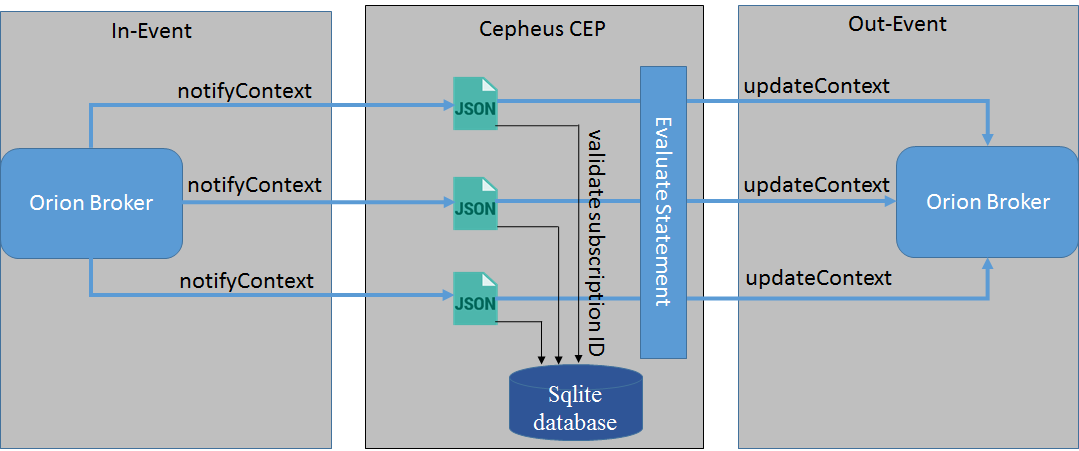 In-Event
Cepheus CEP
Out-Event
notifyContext
JSON
updateContext
Orion Broker
notifyContext
JSON
updateContext
Orion Broker
notifyContext
JSON
updateContext
validate subscription ID
Evaluate Statement
Sqlite
database